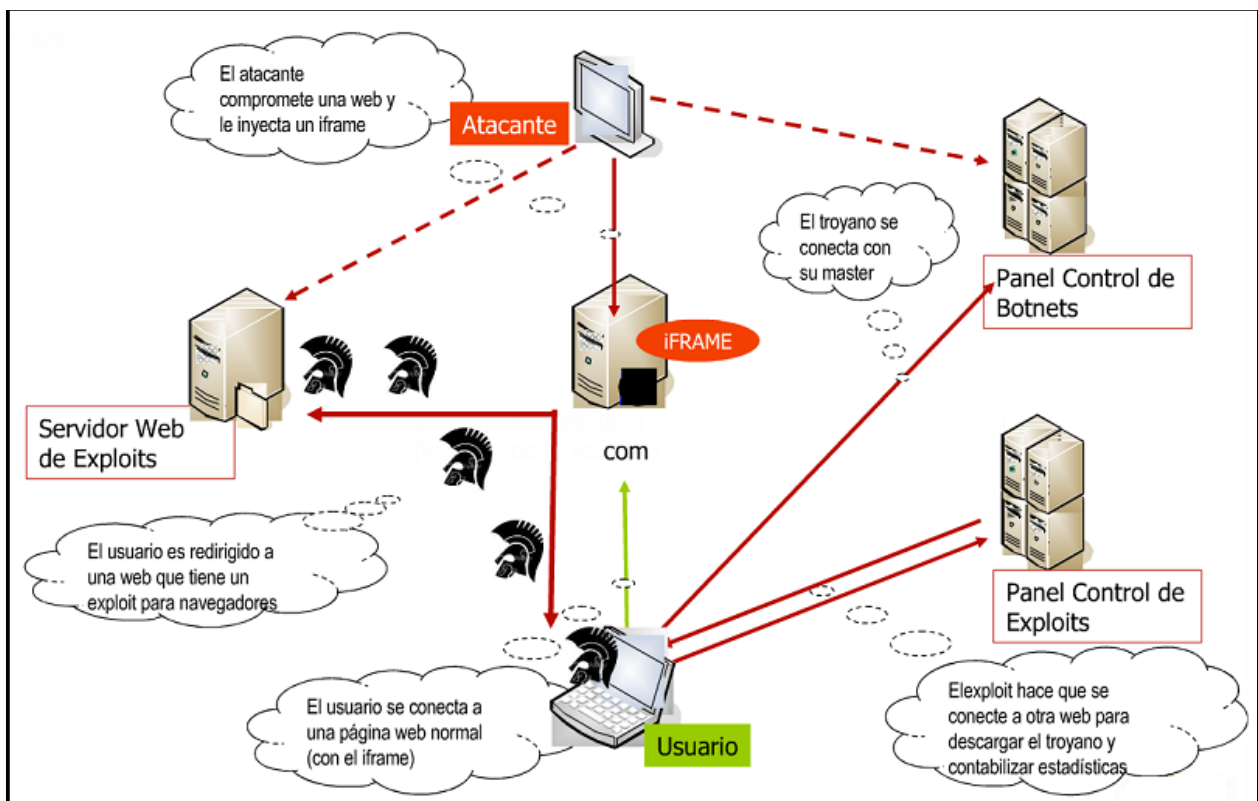 El atacante
compromete una web y
le inyecta un iframe
Atacante
El troyano se
conecta con
su master
Panel Control de
Botnets
iFRAME
Servidor Web
de Exploits
com
El usuario es redirigido a
una web que tiene un
exploit para navegadores
Panel Control de
Exploits
El usuario se conecta a
una página web normal
(con el iframe)
Usuario
Elexploit hace que se
conecte a otra web para
descargar el troyano y
contabilizar estadísticas